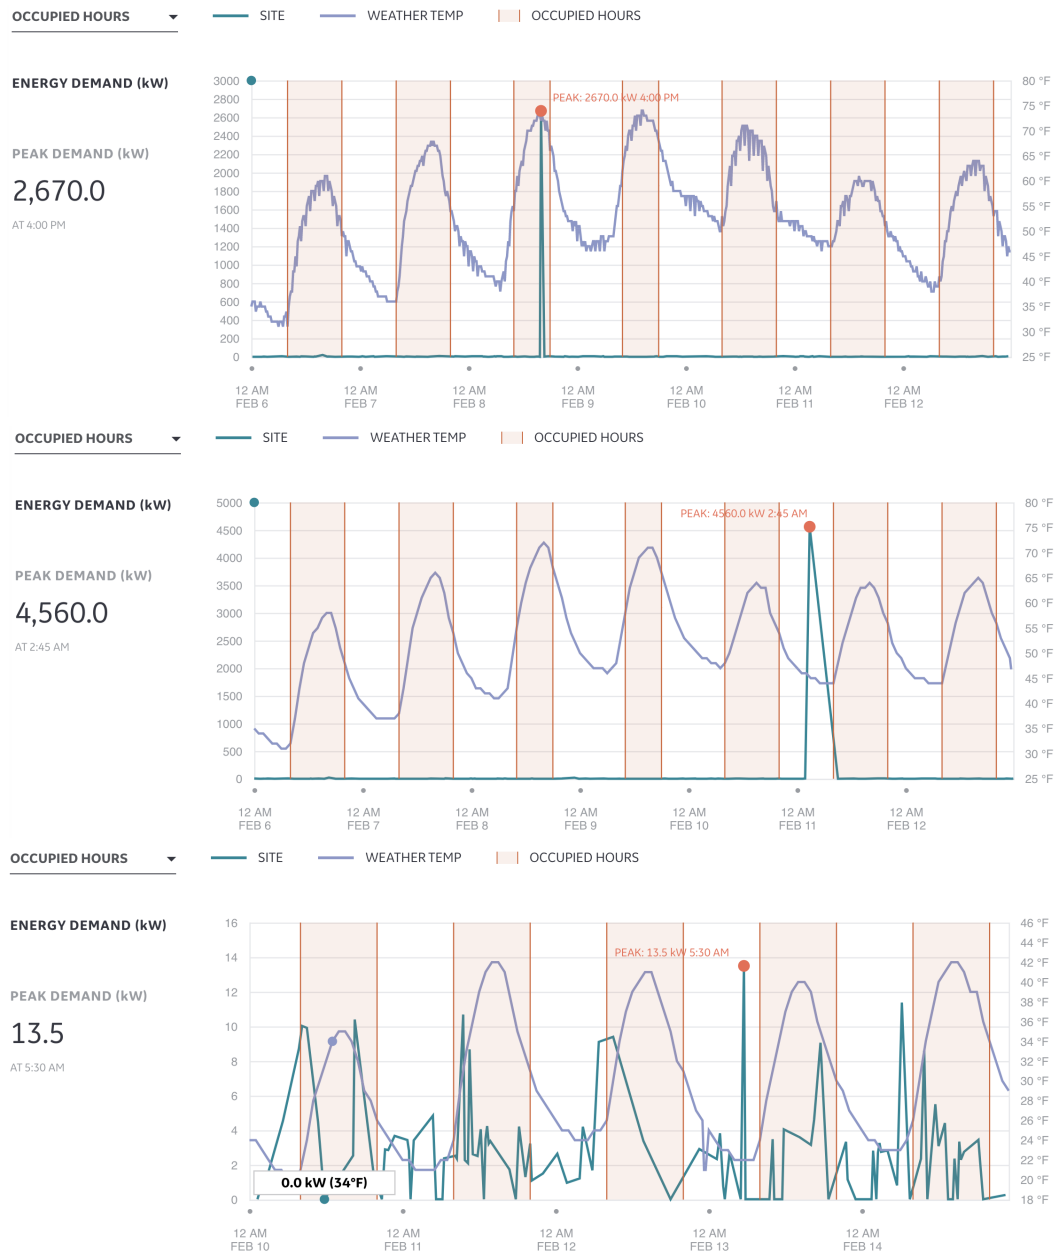 OCCUPIED HOURS
SITE
WEATHER TEMP
OCCUPIED HOURS
ENERGY DEMAND (kW)
PEAK DEMAND (kW)
2,670.0
AT 4:00 PM
3000
2800
2600
2400
2200
2000
1800
1600
1400
1200
1000
800
600
400
200
0
PEAK: 2670.0 kW 4:00 PM
80 °F
75 °F
70 °F
65 °F
60 °F
55 °F
50 °F
45 °F
40 °F
35 °F
30 °F
25 °F
12 AM
FEB 6
12 AM
FEB 7
12 AM
FEB 8
12 AM
FEB 9
12 AM
FEB 10
12 AM
FEB 11
12 AM
FEB 12
OCCUPIED HOURS
SITE
WEATHER TEMP
OCCUPIED HOURS
ENERGY DEMAND (kW)
PEAK DEMAND (kW)
4,560.0
AT 2:45 AM
5000
4500
4000
3500
3000
2500
2000
1500
1000
500
0
PEAK: 4560.0 kW 2:45 AM
80 °F
75 °F
70 °F
65 °F
60 °F
55 °F
50 °F
45 °F
40 °F
35 °F
30 °F
25 °F
12 AM
FEB 6
12 AM
FEB 7
12 AM
FEB 8
12 AM
FEB 9
12 AM
FEB 10
12 AM
FEB 11
12 AM
FEB 12
OCCUPIED HOURS
SITE
WEATHER TEMP
OCCUPIED HOURS
ENERGY DEMAND (kW)
PEAK DEMAND (kW)
13.5
AT 5:30 AM
16
14
12
10
8
6
4
2
0
PEAK: 13.5 kW 5:30 AM
0.0 kW (34°F)
46 °F
44 °F
42 °F
40 °F
38 °F
36 °F
34 °F
32 °F
30 °F
28 °F
26 °F
24 °F
22 °F
20 °F
18 °F
12 AM
FEB 10
12 AM
FEB 11
12 AM
FEB 12
12 AM
FEB 13
12 AM
FEB 14